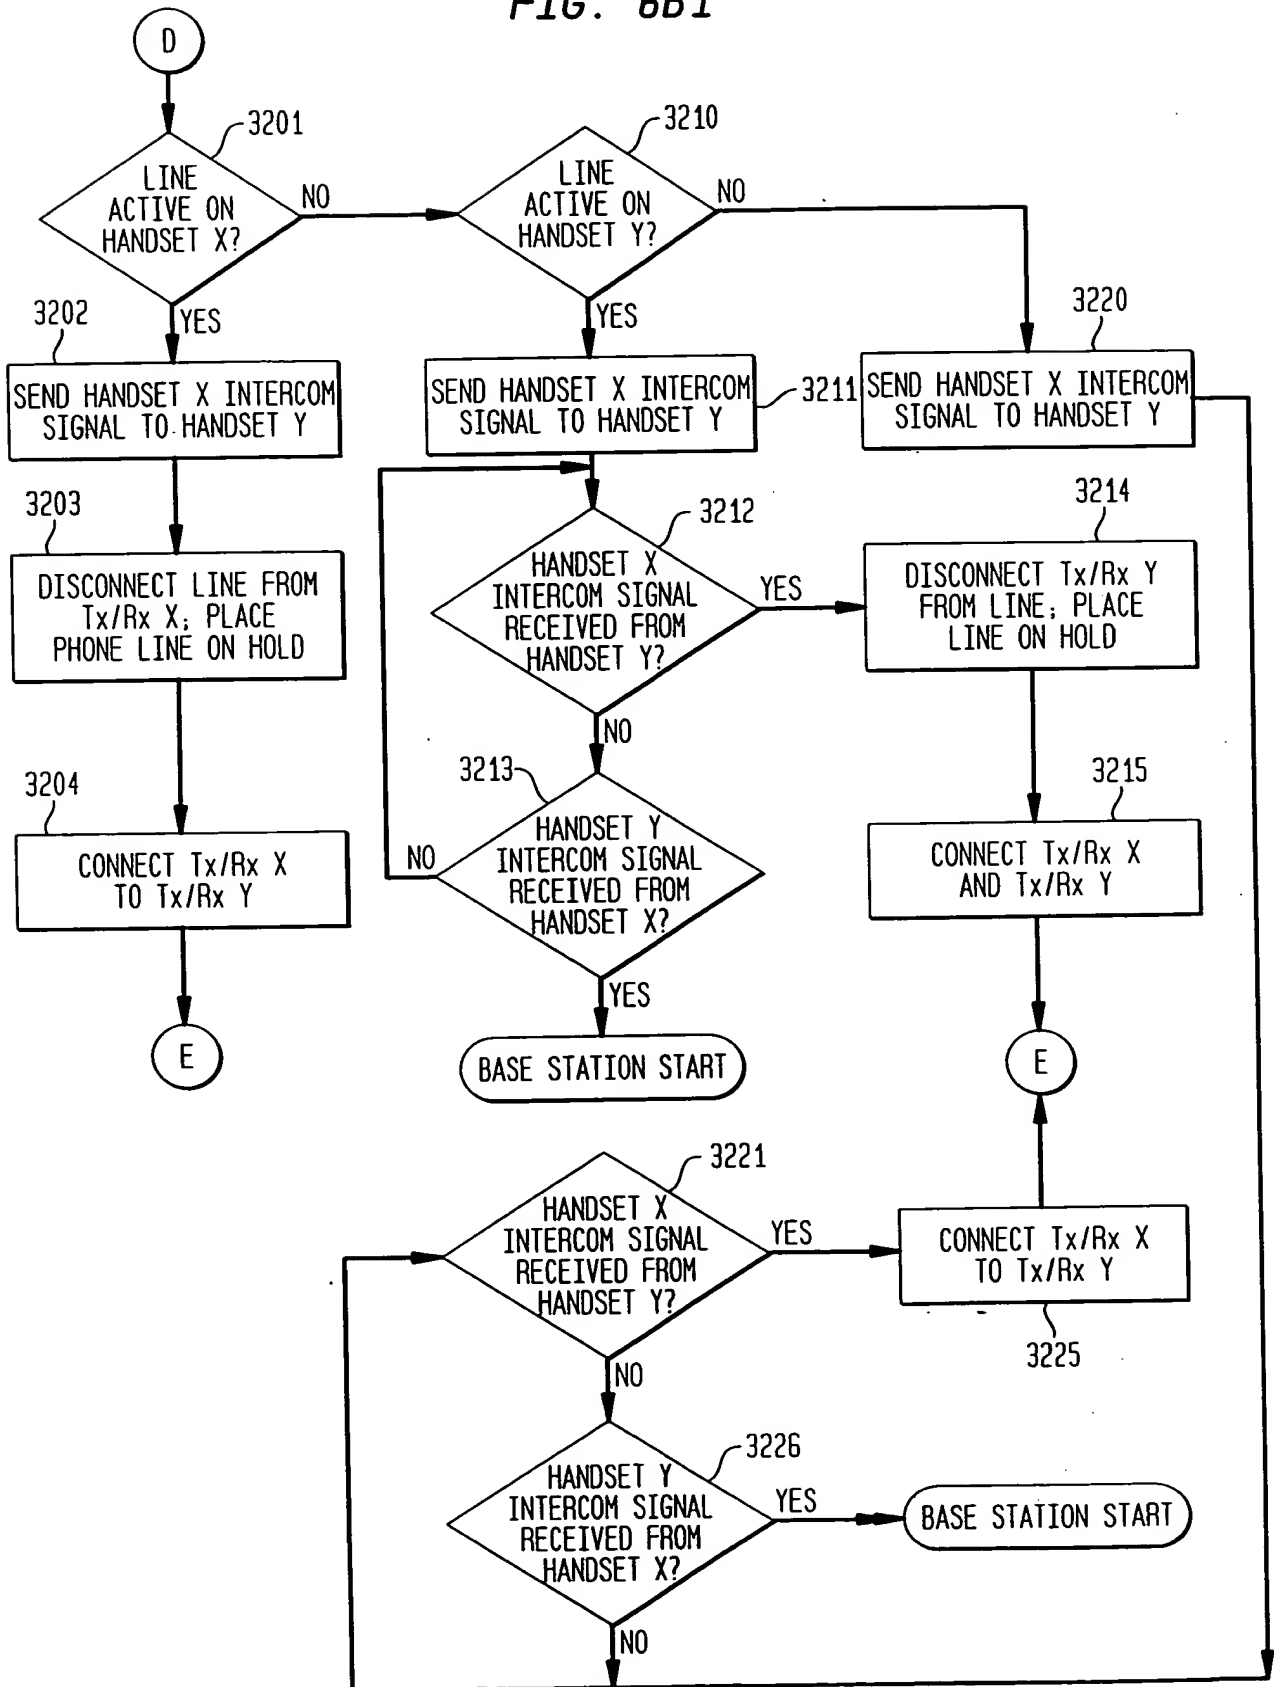 FIG. 6B1
D
3201
LINE
ACTIVE ON
HANDSET X?
NO
YES
3210
LINE
ACTIVE ON
HANDSET Y?
NO
YES
3202
SEND HANDSET X INTERCOM
SIGNAL TO HANDSET Y
3211
SEND HANDSET X INTERCOM
SIGNAL TO HANDSET Y
3220
SEND HANDSET X INTERCOM
SIGNAL TO HANDSET Y
3203
DISCONNECT LINE FROM
Tx/Rx X; PLACE
PHONE LINE ON HOLD
3212
HANDSET X
INTERCOM SIGNAL
RECEIVED FROM
HANDSET Y?
YES
NO
3214
DISCONNECT Tx/Rx Y
FROM LINE; PLACE
LINE ON HOLD
3204
CONNECT Tx/Rx X
TO Tx/Rx Y
3213
HANDSET Y
INTERCOM SIGNAL
RECEIVED FROM
HANDSET X?
NO
YES
3215
CONNECT Tx/Rx X
AND Tx/Rx Y
E
BASE STATION START
E
3221
HANDSET X
INTERCOM SIGNAL
RECEIVED FROM
HANDSET Y?
YES
NO
CONNECT Tx/Rx X
TO Tx/Rx Y
3225
3226
HANDSET Y
INTERCOM SIGNAL
RECEIVED FROM
HANDSET X?
YES
NO
BASE STATION START